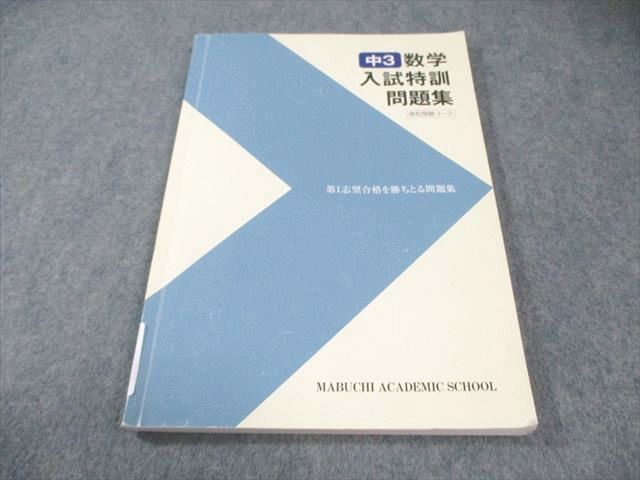 中3 数学
入試特訓
問題集
高校受験コース
第1志望合格を勝ちとる問題集
MABUCHI ACADEMIC SCHOOL